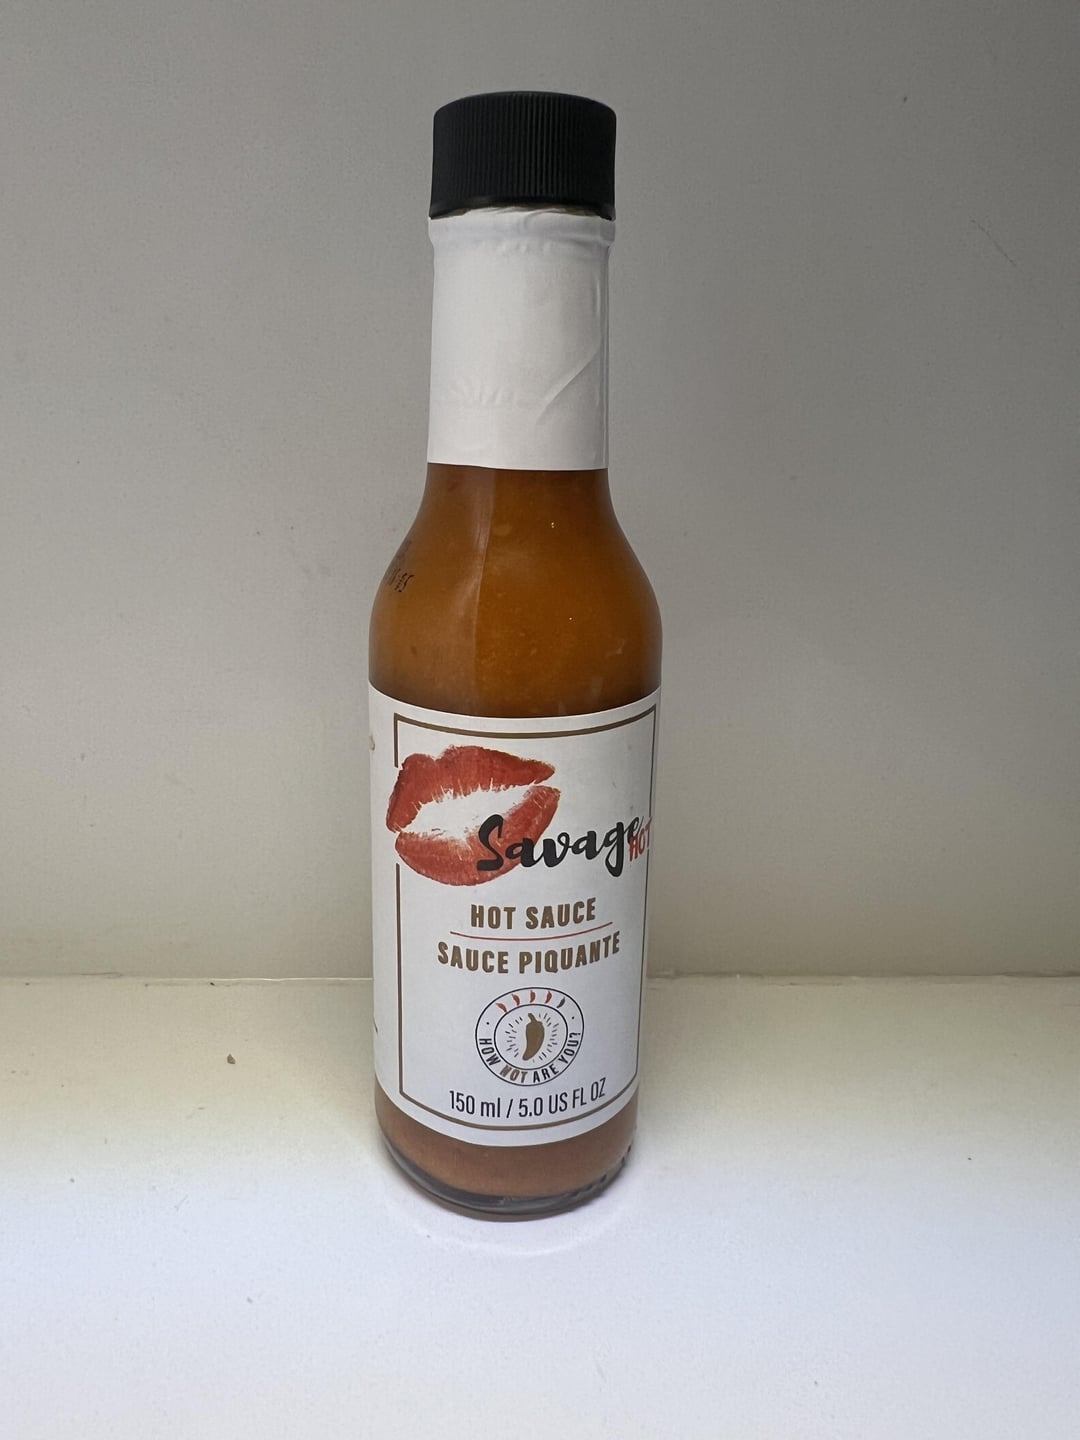 Savage
HOT
HOT SAUCE
SAUCE PIQUANTE
HOW HOT ARE YOU?
150 ml / 5.0 US FL OZ